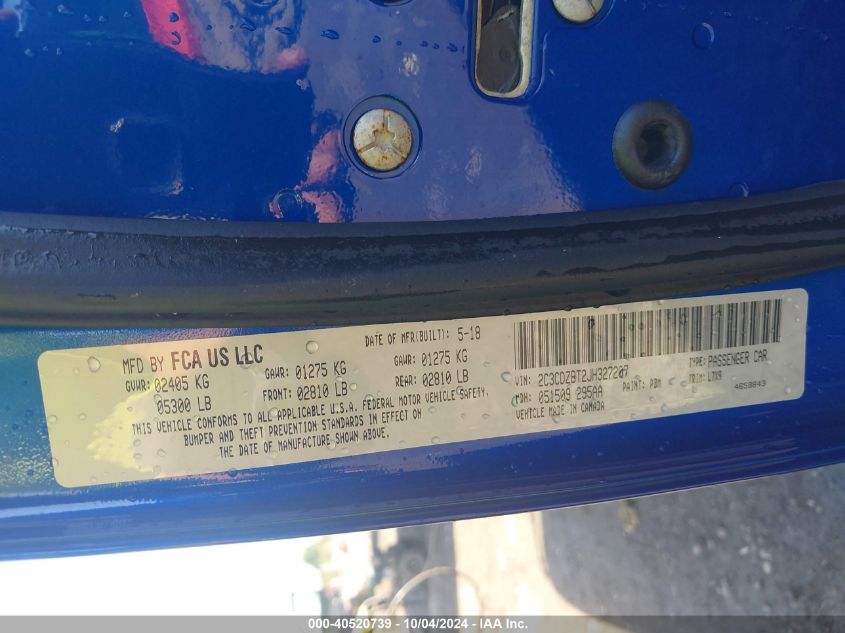 MFD BY FCA US LLC
DATE OF MFR(BUILT): 5-18
GVWR: 02405 KG
GAWR: 01275 KG
GAWR: 01275 KG
05300 LB
FRONT: 02810 LB
REAR: 02810 LB
THIS VEHICLE CONFORMS TO ALL APPLICABLE U.S.A. FEDERAL MOTOR VEHICLE SAFETY,
BUMPER AND THEFT PREVENTION STANDARDS IN EFFECT ON
THE DATE OF MANUFACTURE SHOWN ABOVE.
VIN: 2C3CDZBT2JH327207
TYPE: PASSENGER CAR
MDH: 051509 295AA
PAINT: PBM
TRIM: LTX9
VEHICLE MADE IN CANADA
4658843
000-40520739 - 10/04/2024 - IAA Inc.